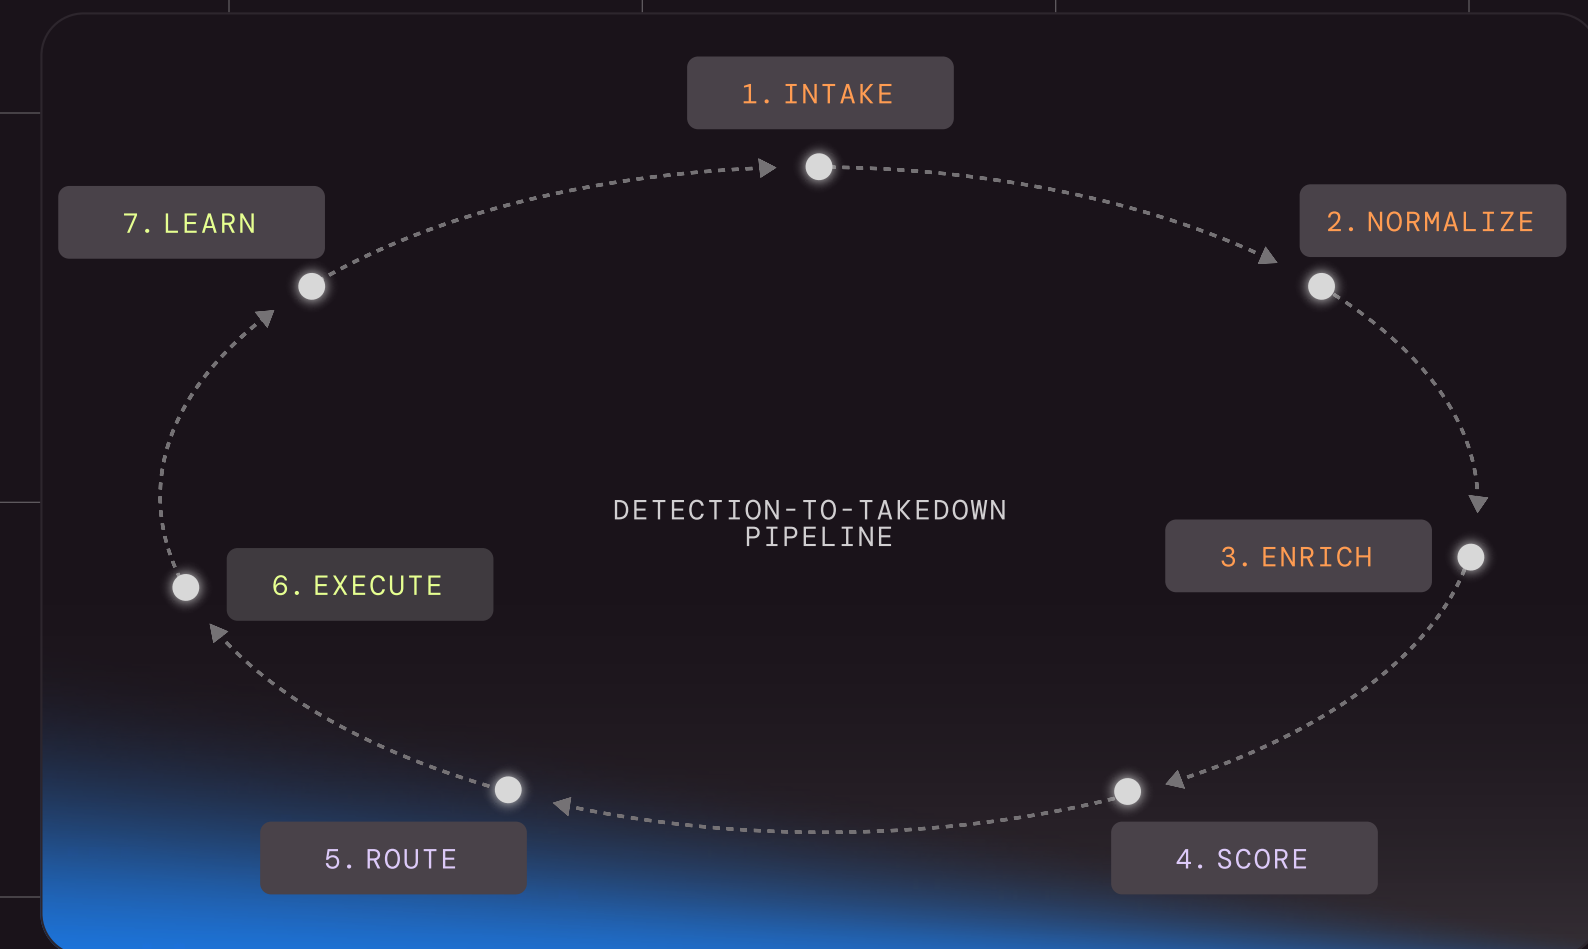 1. INTAKE
2. NORMALIZE
7. LEARN
DETECTION-TO-TAKEDOWN
PIPELINE
3. ENRICH
6. EXECUTE
5. ROUTE
4. SCORE